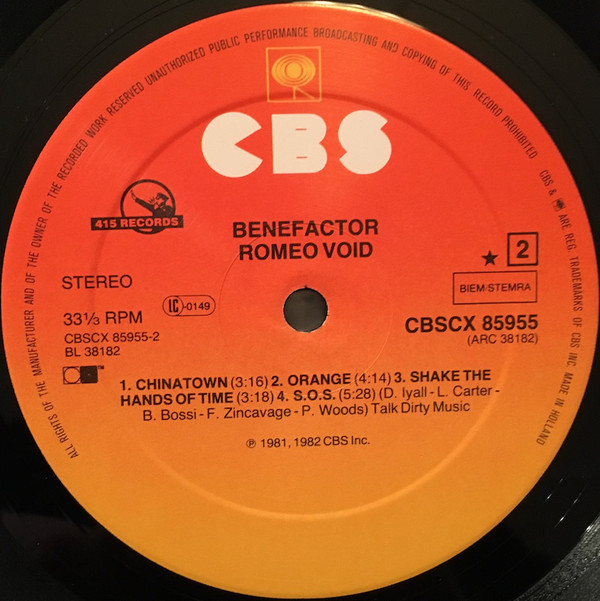 ALL RIGHTS OF THE MANUFACTURER AND OF THE OWNER OF THE RECORDED WORK RESERVED UNAUTHORIZED PUBLIC PERFORMANCE BROADCASTING AND COPYING OF THIS RECORD PROHIBITED
CBS & ARE REG. TRADEMARKS OF CBS INC. MADE IN HOLLAND
CBS
415 RECORDS
BENEFACTOR
ROMEO VOID
★ 2
STEREO
BIEM/STEMRA
33⅓ RPM
LC-0149
CBSCX 85955-2
CBSCX 85955
BL 38182
(ARC 38182)
TM
1. CHINATOWN (3:16) 2. ORANGE (4:14) 3. SHAKE THE
HANDS OF TIME (3:18) 4. S.O.S. (5:28) (D. Iyall - L. Carter -
B. Bossi - F. Zincavage - P. Woods) Talk Dirty Music
℗ 1981, 1982 CBS Inc.